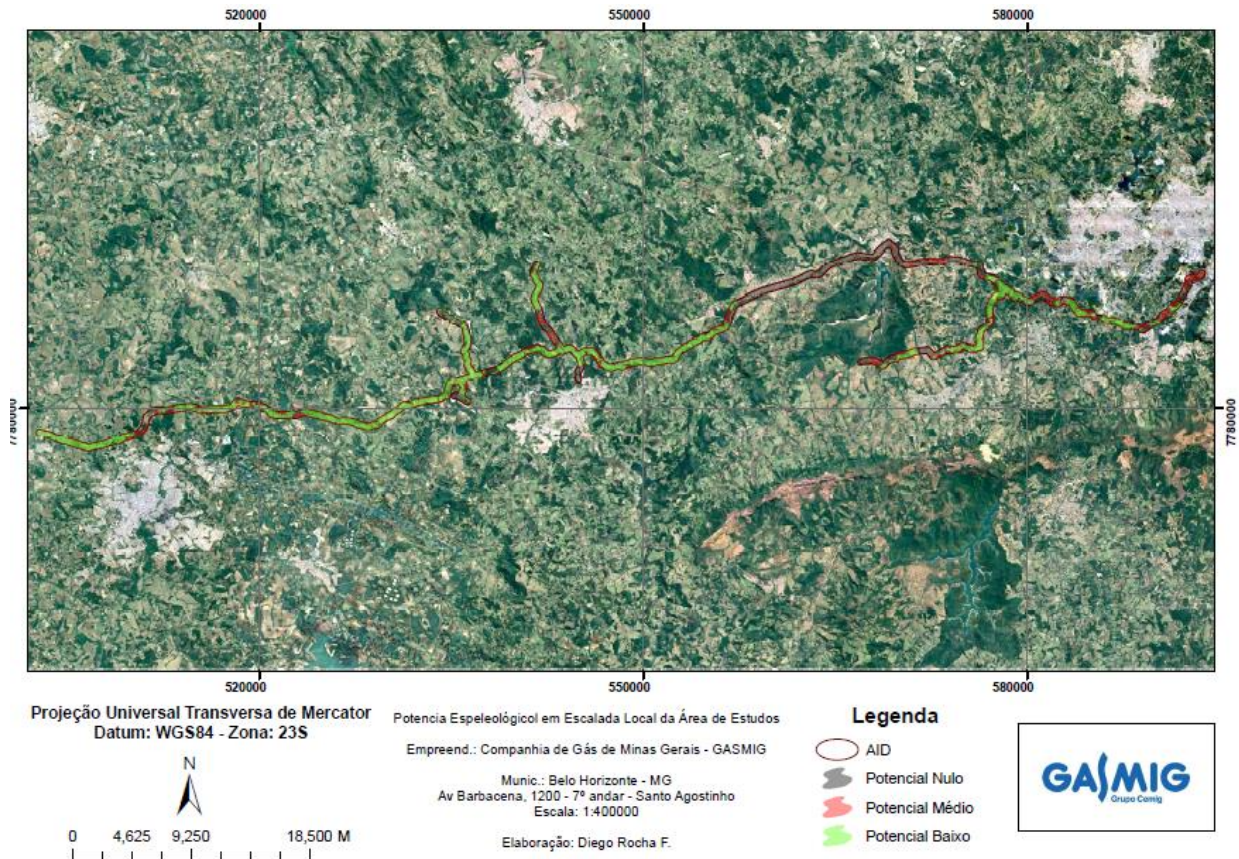 520000 550000 580000
7780000
7780000
520000 550000 580000
Projeção Universal Transversa de Mercator
Datum: WGS84 - Zona: 23S
N
0 4,625 9,250 18,500 M
Potencia Espeleológicol em Escalada Local da Área de Estudos
Empreend.: Companhia de Gás de Minas Gerais - GASMIG
Munic.: Belo Horizonte - MG
Av Barbacena, 1200 - 7º andar - Santo Agostinho
Escala: 1:400000
Elaboração: Diego Rocha F.
Legenda
AID
Potencial Nulo
Potencial Médio
Potencial Baixo
GASMIG
Grupo Cemig